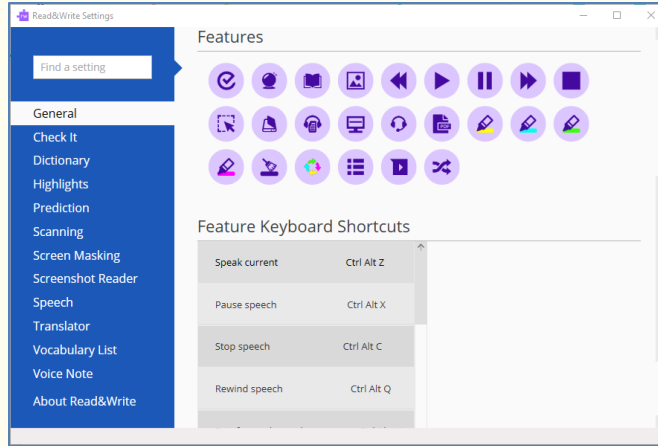 Read&Write Settings
Find a setting
General
Check It
Dictionary
Highlights
Prediction
Scanning
Screen Masking
Screenshot Reader
Speech
Translator
Vocabulary List
Voice Note
About Read&Write
Features
PDF
Feature Keyboard Shortcuts
Speak current Ctrl Alt Z
Pause speech Ctrl Alt X
Stop speech Ctrl Alt C
Rewind speech Ctrl Alt Q